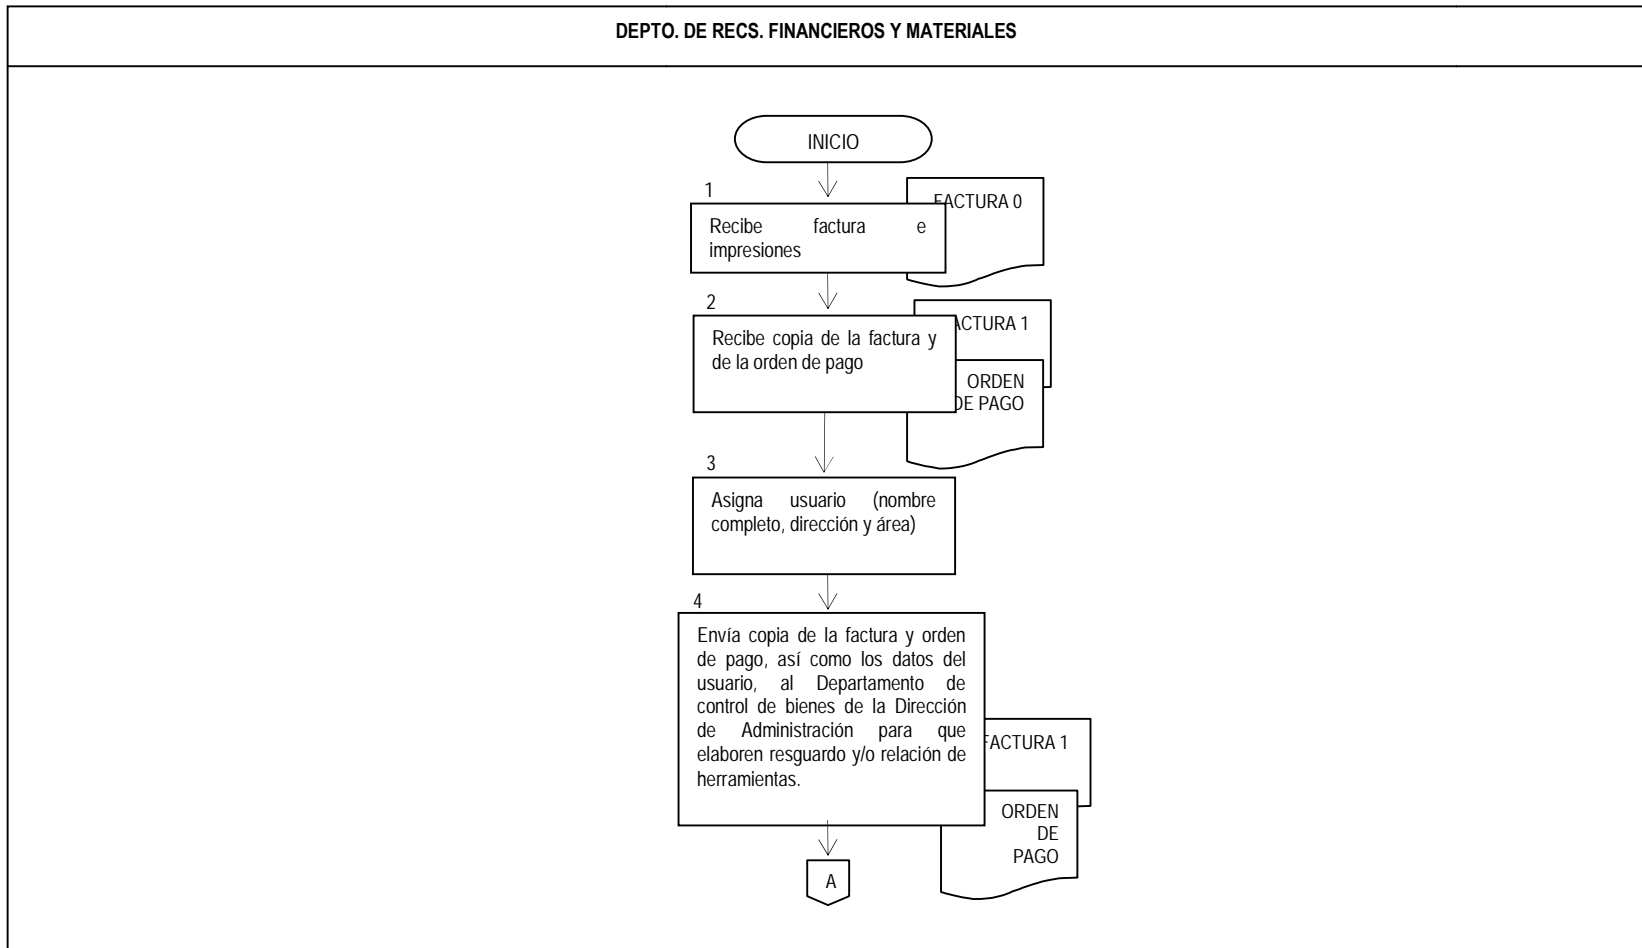 DEPTO. DE RECS. FINANCIEROS Y MATERIALES
INICIO
1
FACTURA 0
Recibe factura e
impresiones
2
FACTURA 1
Recibe copia de la factura y
de la orden de pago
ORDEN
DE PAGO
3
Asigna usuario (nombre
completo, dirección y área)
4
Envía copia de la factura y orden
de pago, así como los datos del
usuario, al Departamento de
control de bienes de la Dirección
de Administración para que
elaboren resguardo y/o relación de
herramientas.
FACTURA 1
ORDEN
DE
PAGO
A